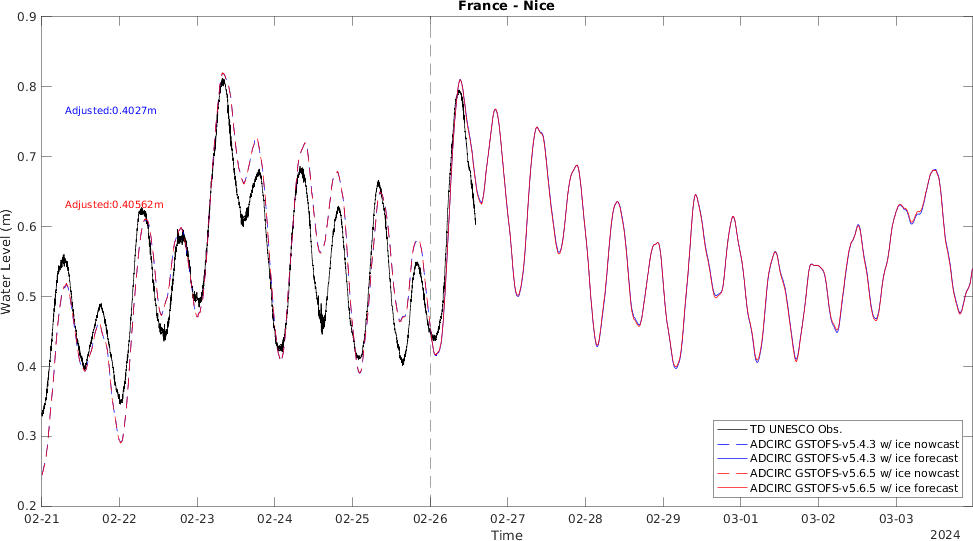 France - Nice
0.9
0.8
0.7
0.6
0.5
0.4
0.3
0.2
Water Level (m)
Adjusted:0.4027m
Adjusted:0.40562m
TD UNESCO Obs.
ADCIRC GSTOFS-v5.4.3 w/ ice nowcast
ADCIRC GSTOFS-v5.4.3 w/ ice forecast
ADCIRC GSTOFS-v5.6.5 w/ ice nowcast
ADCIRC GSTOFS-v5.6.5 w/ ice forecast
02-21 02-22 02-23 02-24 02-25 02-26 02-27 02-28 02-29 03-01 03-02 03-03
Time
2024